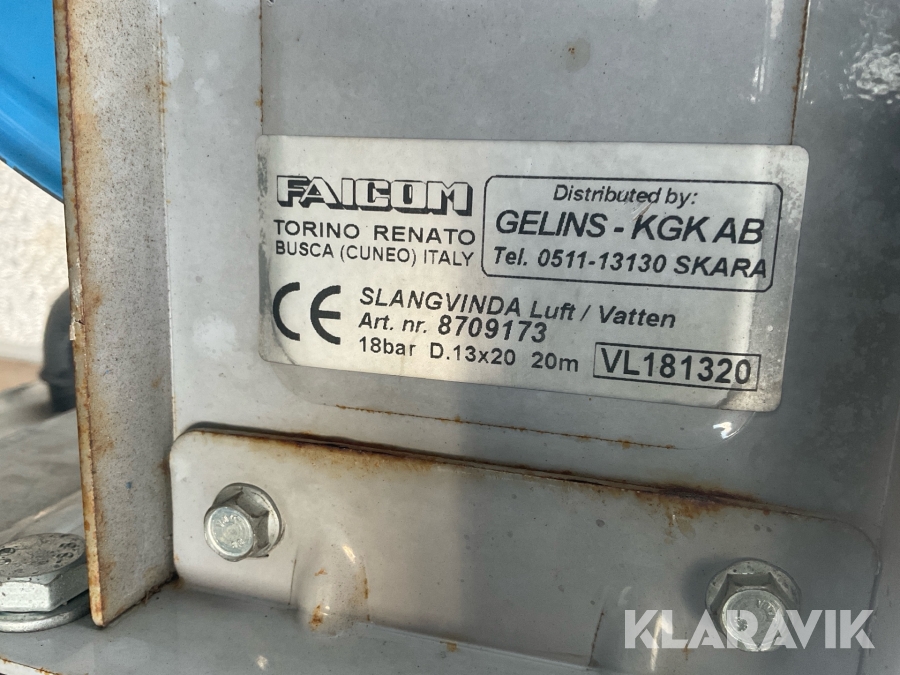 FAICOM
TORINO RENATO
BUSCA (CUNEO) ITALY
Distributed by:
GELINS - KGK AB
Tel. 0511-13130 SKARA
CE
SLANGVINDA Luft / Vatten
Art. nr. 8709173
18bar D.13x20 20m
VL181320
KLARAVIK